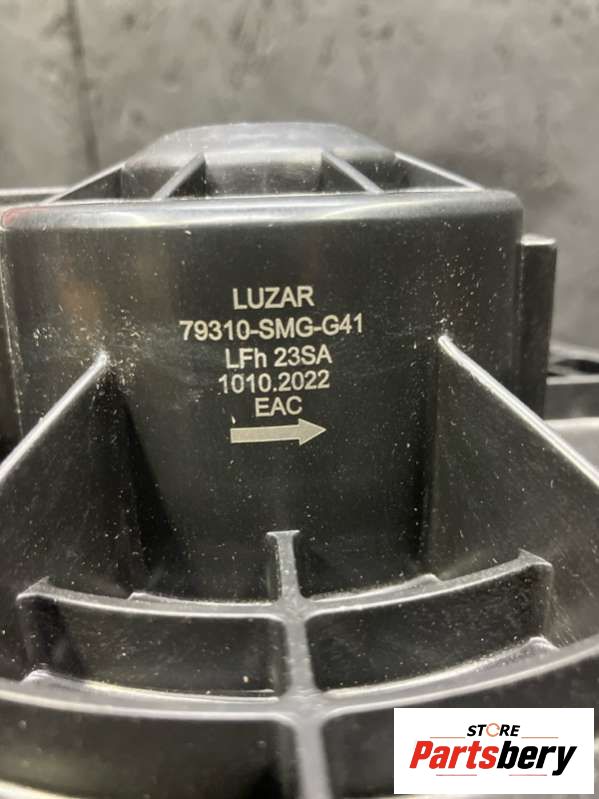 LUZAR
79310-SMG-G41
LFh 23SA
1010.2022
EAC
STORE
Partsbery